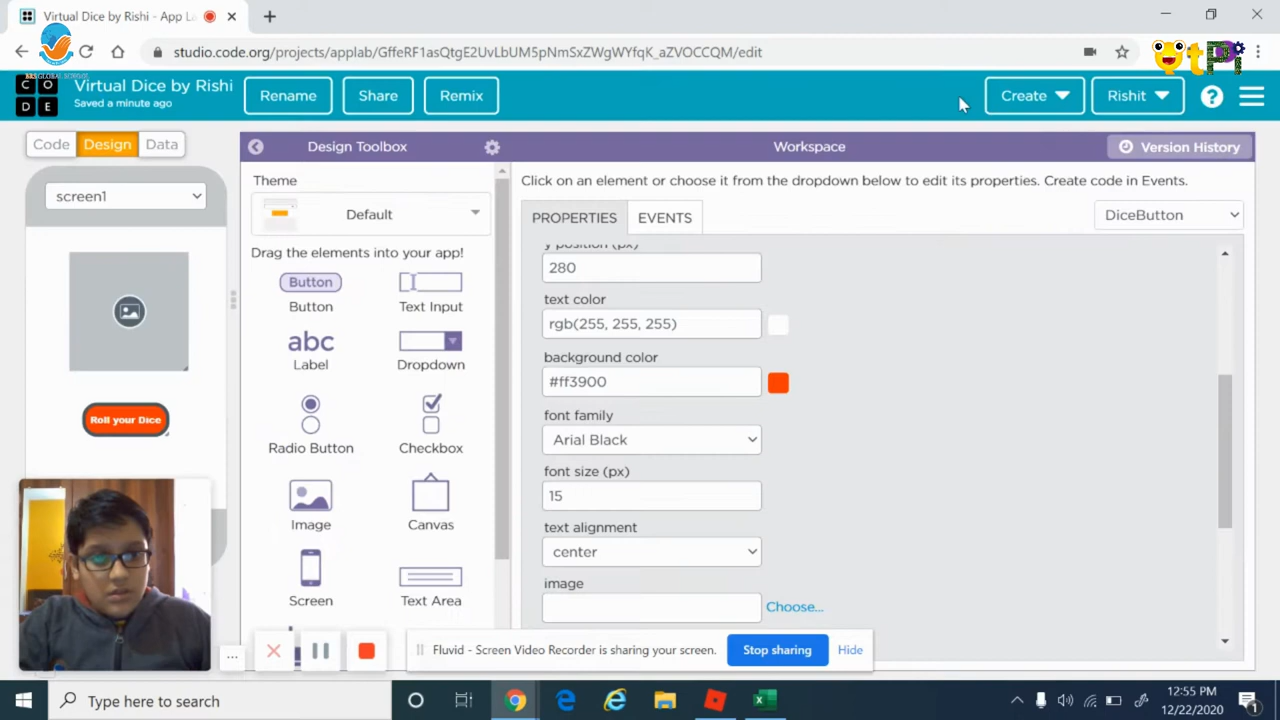 Virtual Dice by Rishi - App La
studio.code.org/projects/applab/GffeRF1asQtgE2UvLbUM5pNmSxZWgWYfqK_aZVOCCQM/edit
tPi
C O
D E
Virtual Dice by Rishi
Saved a minute ago
Rename
Share
Remix
Create
Rishit
?
Code
Design
Data
Design Toolbox
Workspace
Version History
screen1
Theme
Default
Click on an element or choose it from the dropdown below to edit its properties. Create code in Events.
PROPERTIES
EVENTS
DiceButton
Drag the elements into your app!
Button
Button
Text Input
abc
Label
Dropdown
Radio Button
Checkbox
Image
Canvas
Screen
Text Area
Roll your Dice
y position (px)
280
text color
rgb(255, 255, 255)
background color
#ff3900
font family
Arial Black
font size (px)
15
text alignment
center
image
Choose...
Fluvid - Screen Video Recorder is sharing your screen.
Stop sharing
Hide
Type here to search
12:55 PM
12/22/2020
1